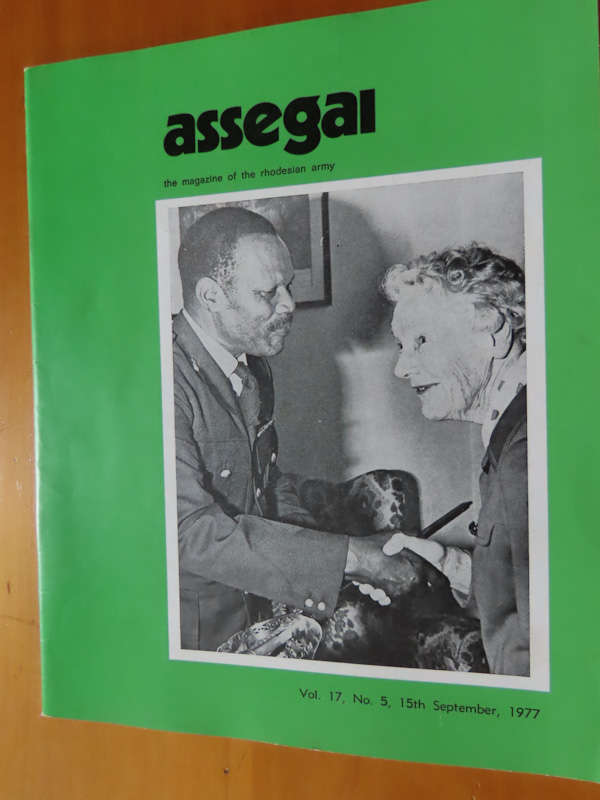 assegai
the magazine of the rhodesian army
Vol. 17, No. 5, 15th September, 1977